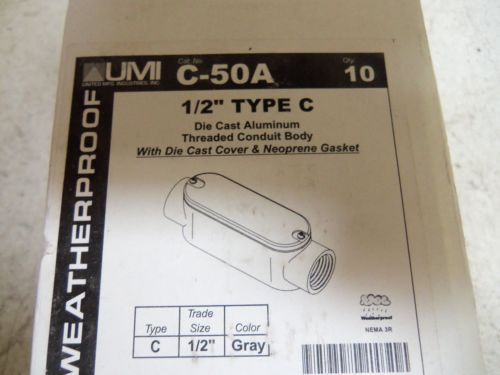 WEATHERPROOF
UMI
UNITED MFG. INDUSTRIES, INC.
Cat. No.
C-50A
Qty.
10
1/2" TYPE C
Die Cast Aluminum
Threaded Conduit Body
With Die Cast Cover & Neoprene Gasket
Type Trade Size Color
C 1/2" Gray
Weatherproof
NEMA 3R